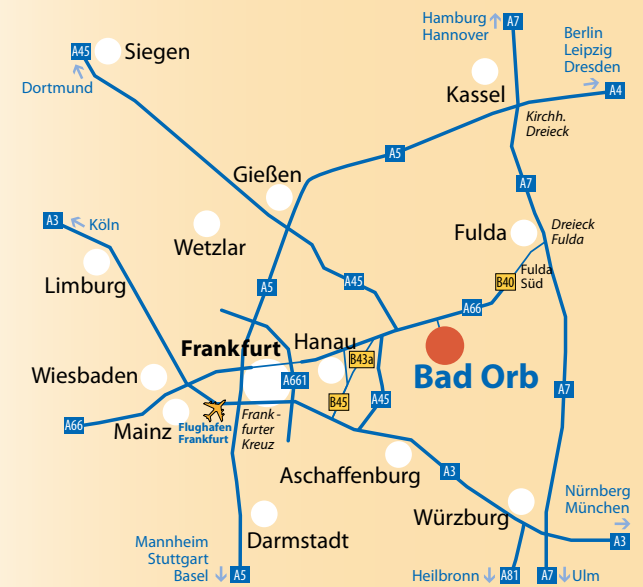 Hamburg
Hannover
A7
Berlin
Leipzig
Dresden
A45
Siegen
Dortmund
Kassel
A4
Kirchh.
Dreieck
A5
Gießen
A7
A3
Köln
Wetzlar
Fulda
Dreieck
Fulda
Limburg
A5
A45
B40
Fulda
Süd
A66
Frankfurt
Hanau
B43a
Wiesbaden
A661
Bad Orb
A7
A66
Mainz
Flughafen
Frankfurt
Frank-
furter
Kreuz
B45
A45
Aschaffenburg
A3
Nürnberg
München
Würzburg
Darmstadt
A3
Mannheim
Stuttgart
Basel
A5
Heilbronn
A81
A7
Ulm